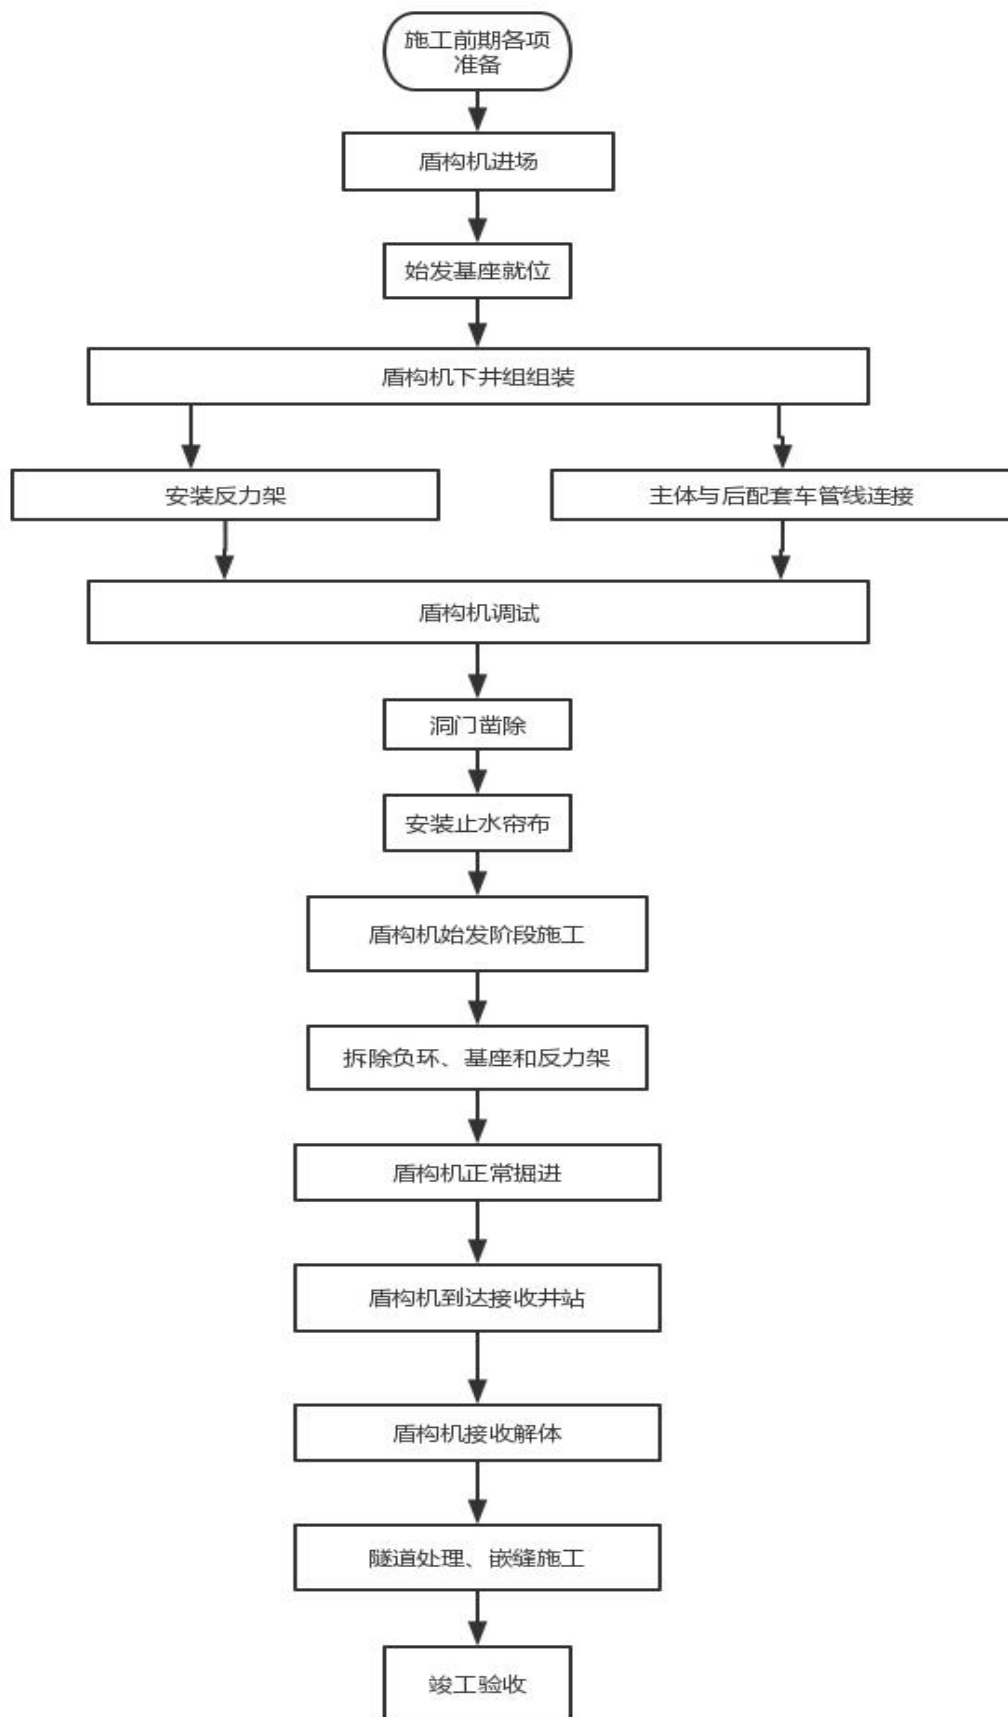 施工前期各项
准备
盾构机进场
始发基座就位
盾构机下井组组装
安装反力架
主体与后配套车管线连接
盾构机调试
洞门凿除
安装止水帘布
盾构机始发阶段施工
拆除负环、基座和反力架
盾构机正常掘进
盾构机到达接收井站
盾构机接收解体
隧道处理、嵌缝施工
竣工验收